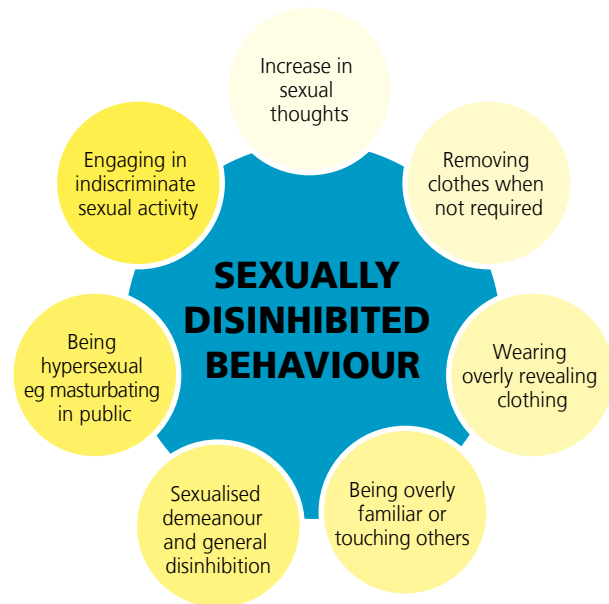 SEXUALLY
DISINHIBITED
BEHAVIOUR
Increase in
sexual
thoughts
Removing
clothes when
not required
Wearing
overly revealing
clothing
Being overly
familiar or
touching others
Sexualised
demeanour
and general
disinhibition
Being
hypersexual
eg masturbating
in public
Engaging in
indiscriminate
sexual activity